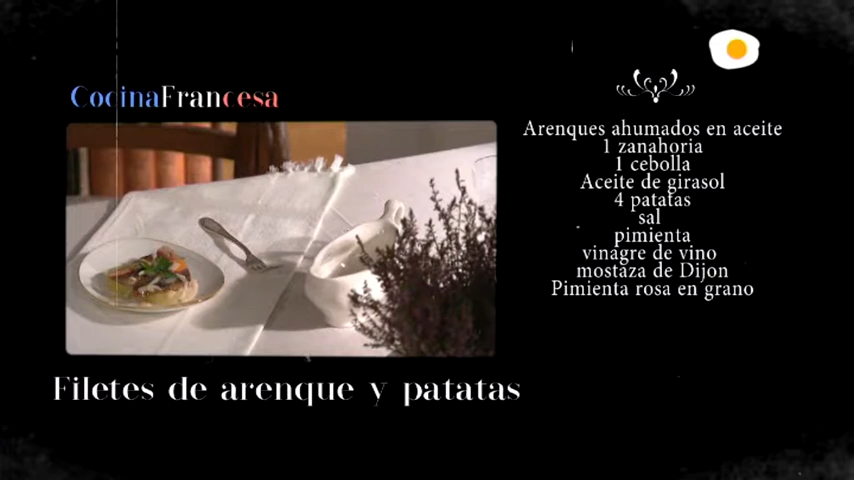 CocinaFrancesa
Arenques ahumados en aceite
1 zanahoria
1 cebolla
Aceite de girasol
4 patatas
sal
pimienta
vinagre de vino
mostaza de Dijon
Pimienta rosa en grano
Filetes de arenque y patatas